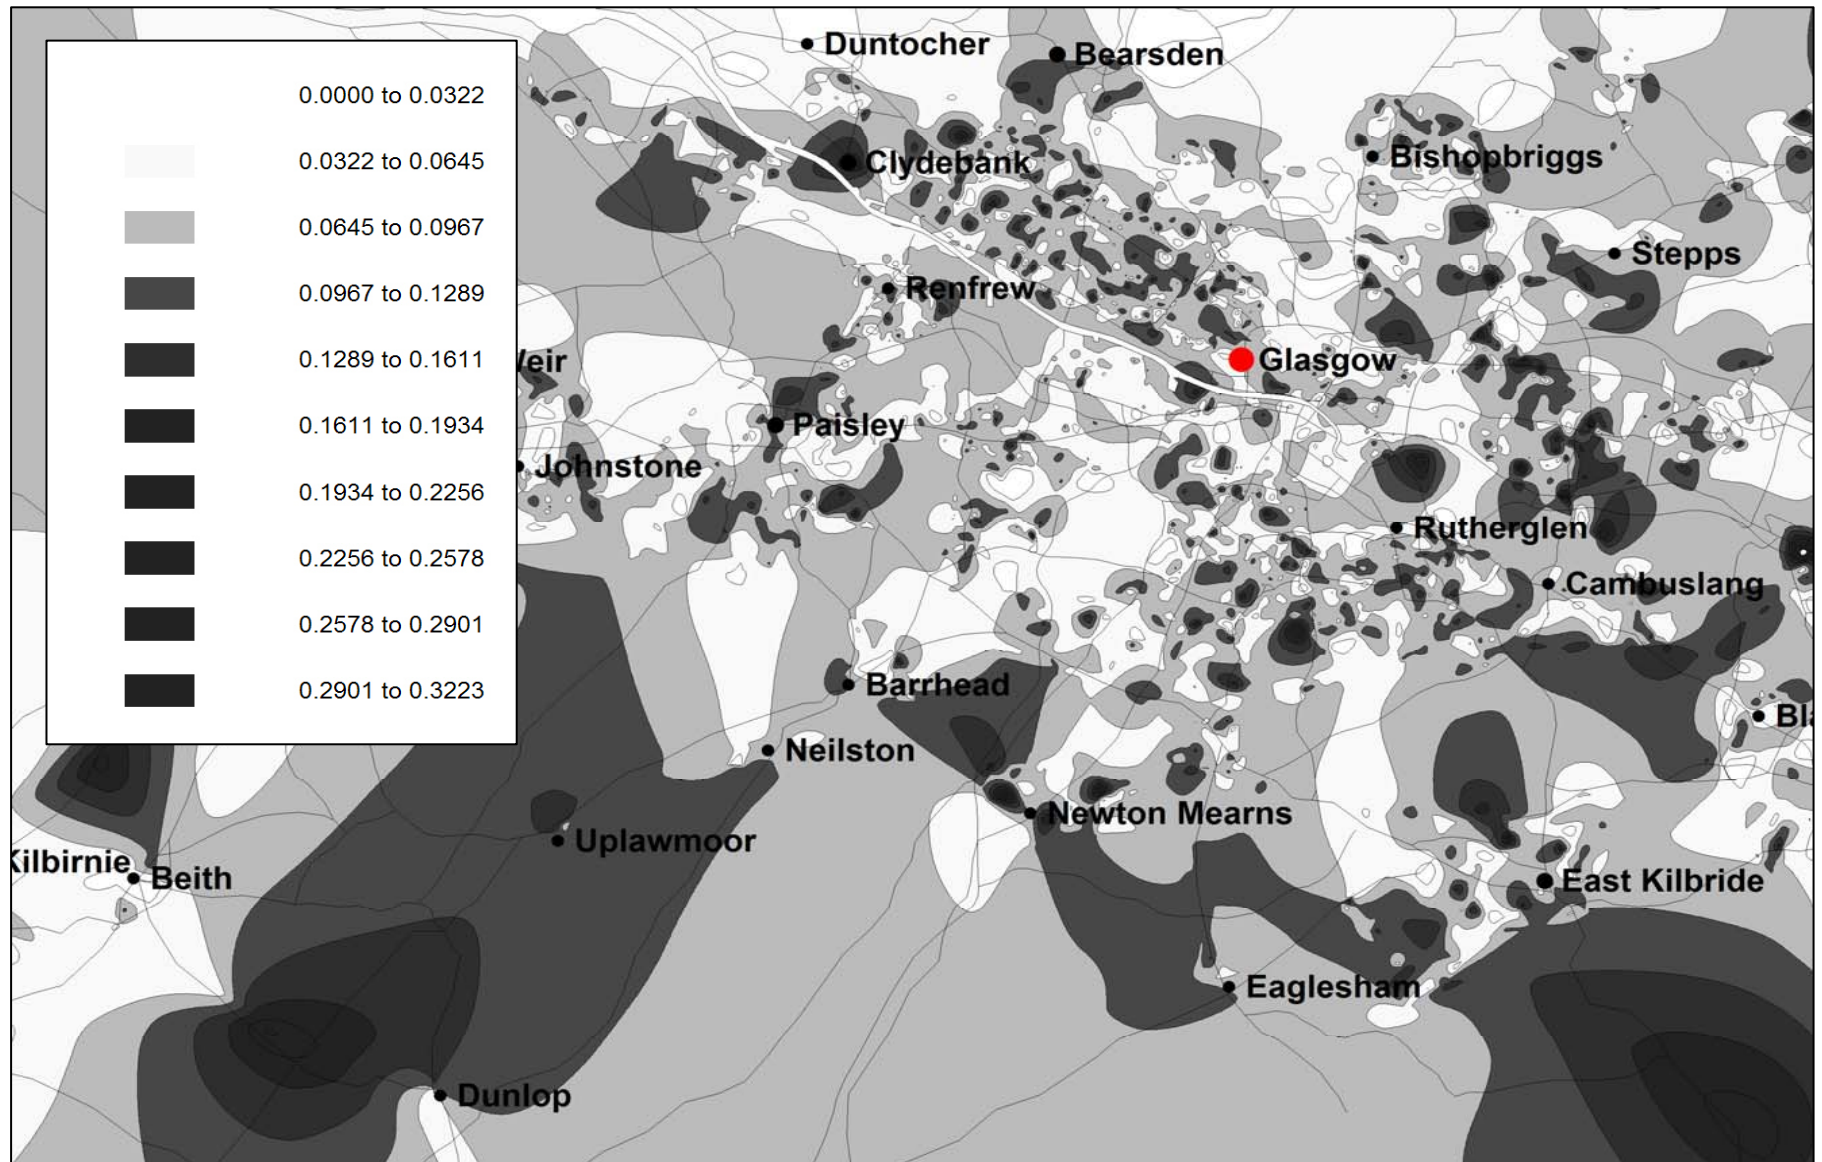 Duntocher
Bearsden
0.0000 to 0.0322
0.0322 to 0.0645
Clydebank
Bishopbriggs
0.0645 to 0.0967
Stepps
0.0967 to 0.1289
Renfrew
0.1289 to 0.1611
Weir
Glasgow
0.1611 to 0.1934
Paisley
Johnstone
0.1934 to 0.2256
Rutherglen
0.2256 to 0.2578
Cambuslang
0.2578 to 0.2901
0.2901 to 0.3223
Barrhead
Bla
Neilston
Newton Mearns
Uplawmoor
Kilbirnie
Beith
East Kilbride
Eaglesham
Dunlop